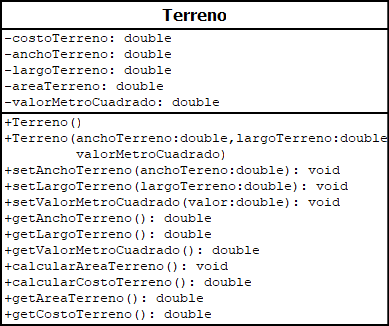 Terreno
-costoTerreno: double
-anchoTerreno: double
-largoTerreno: double
-areaTerreno: double
-valorMetroCuadrado: double
+Terreno()
+Terreno(anchoTerreno:double,largoTerreno:double
valorMetroCuadrado)
+setAnchoTerreno(anchoTereno:double): void
+setLargoTerreno(largoTerreno:double): void
+setValorMetroCuadrado(valor:double): void
+getAnchoTerreno(): double
+getLargoTerreno(): double
+getValorMetroCuadrado(): double
+calcularAreaTerreno(): void
+calcularCostoTerreno(): double
+getAreaTerreno(): double
+getCostoTerreno(): double